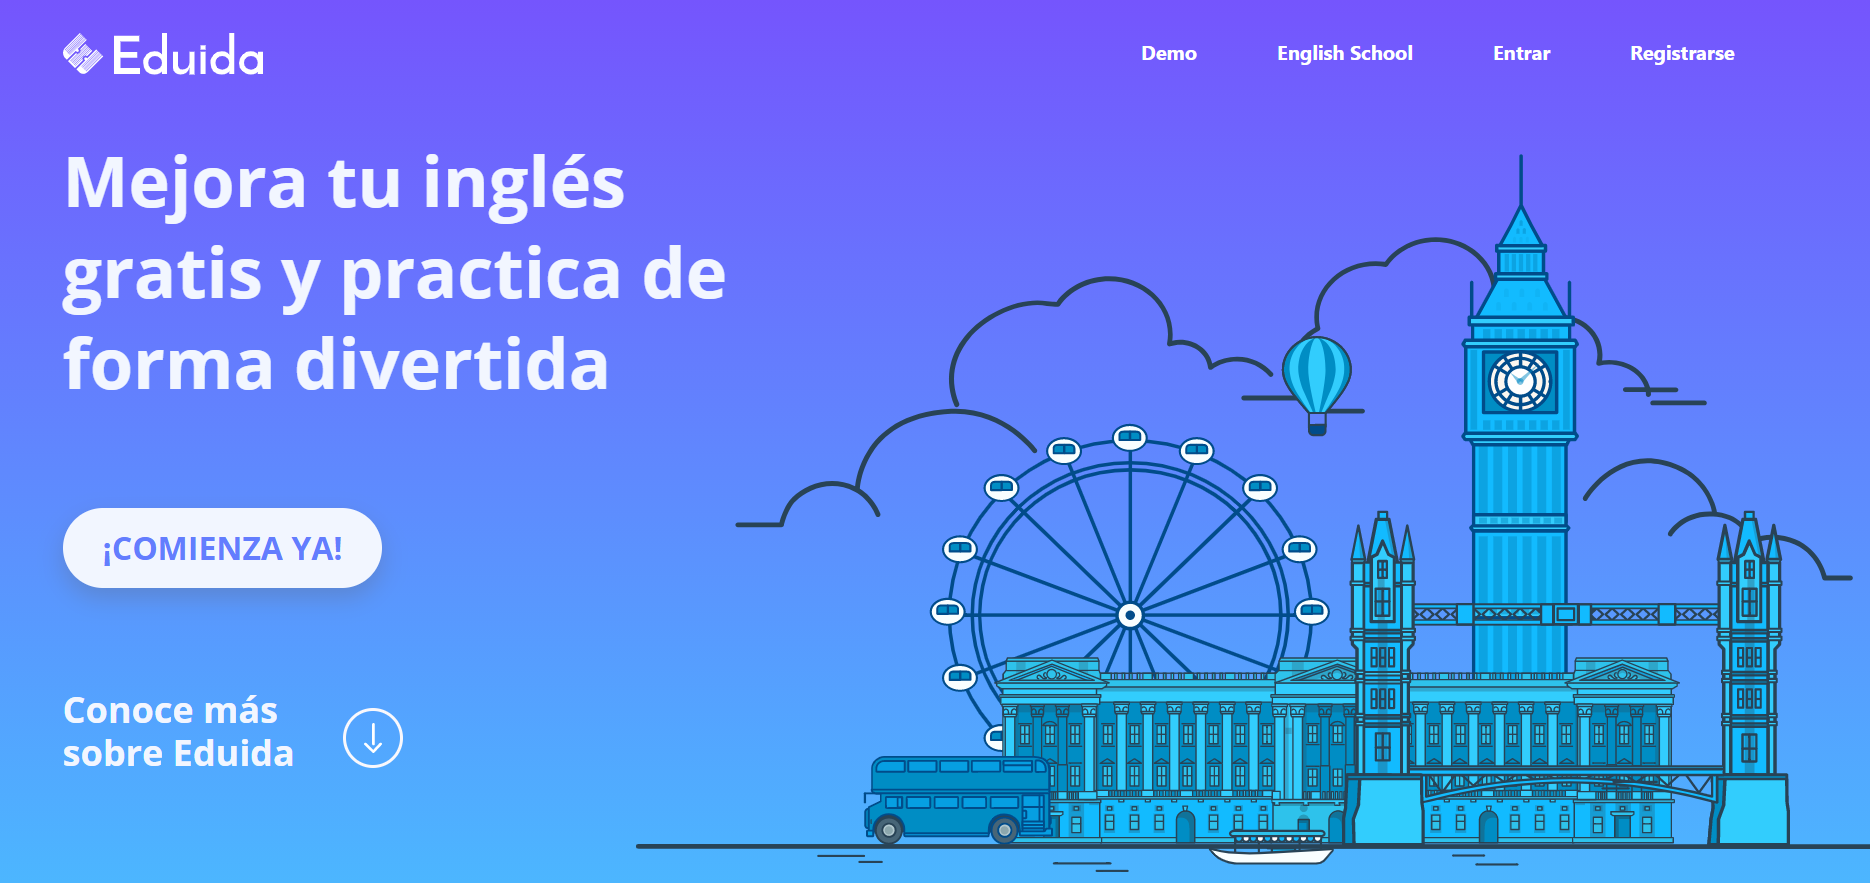 Eduida
Demo
English School
Entrar
Registrarse
Mejora tu inglés
gratis y practica de
forma divertida
¡COMIENZA YA!
Conoce más
sobre Eduida